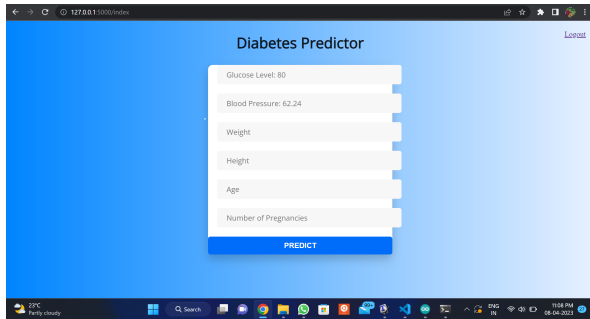 127.0.0.1:5000/index
Logout
Diabetes Predictor
Glucose Level: 80
Blood Pressure: 62.24
Weight
Height
Age
Number of Pregnancies
PREDICT
23°C
Partly cloudy
Search
99+
ENG
IN
11:08 PM
08-04-2023